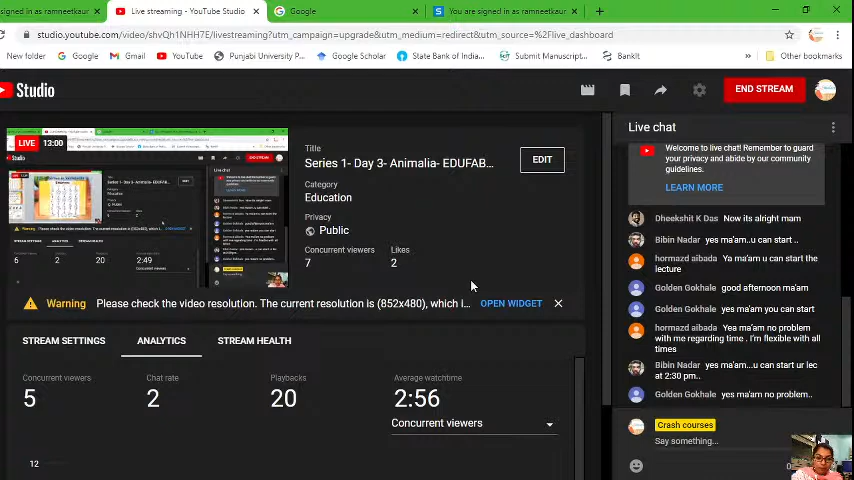 signed in as ramneetkaur
Live streaming - YouTube Studio
Google
You are signed in as ramneetkur
studio.youtube.com/video/shvQh1NHH7E/livestreaming?utm_campaign=upgrade&utm_medium=redirect&utm_source=%2Flive_dashboard
New folder
Google
Gmail
YouTube
Punjabi University P...
Google Scholar
State Bank of Indi...
Submit Manuscript...
BankIt
Other bookmarks
Studio
END STREAM
LIVE 13:00
Title
Series 1- Day 3- Animalia- EDUFAB...
EDIT
Category
Education
Privacy
Public
Concurrent viewers
Likes
7
2
Warning Please check the video resolution. The current resolution is (852x480), which i...
OPEN WIDGET
STREAM SETTINGS
ANALYTICS
STREAM HEALTH
Concurrent viewers
Chat rate
Playbacks
Average watchtime
5
2
20
2:56
Concurrent viewers
12
Live chat
Welcome to live chat! Remember to guard
your privacy and abide by our community
guidelines.
LEARN MORE
Dheekshit K Das Now its alright mam
Bibin Nadar yes ma'am..u can start ..
hormazd aibada Ya ma'am u can start the
lecture
Golden Gokhale good afternoon ma'am
Golden Gokhale yes ma'am you can start
hormazd aibada Yea ma'am no problem
with me regarding time . I'm flexible with all
times
Bibin Nadar yes ma'am...u can start ur lec
at 2:30 pm..
Golden Gokhale yes ma'am no problem..
Crash courses
Say something...